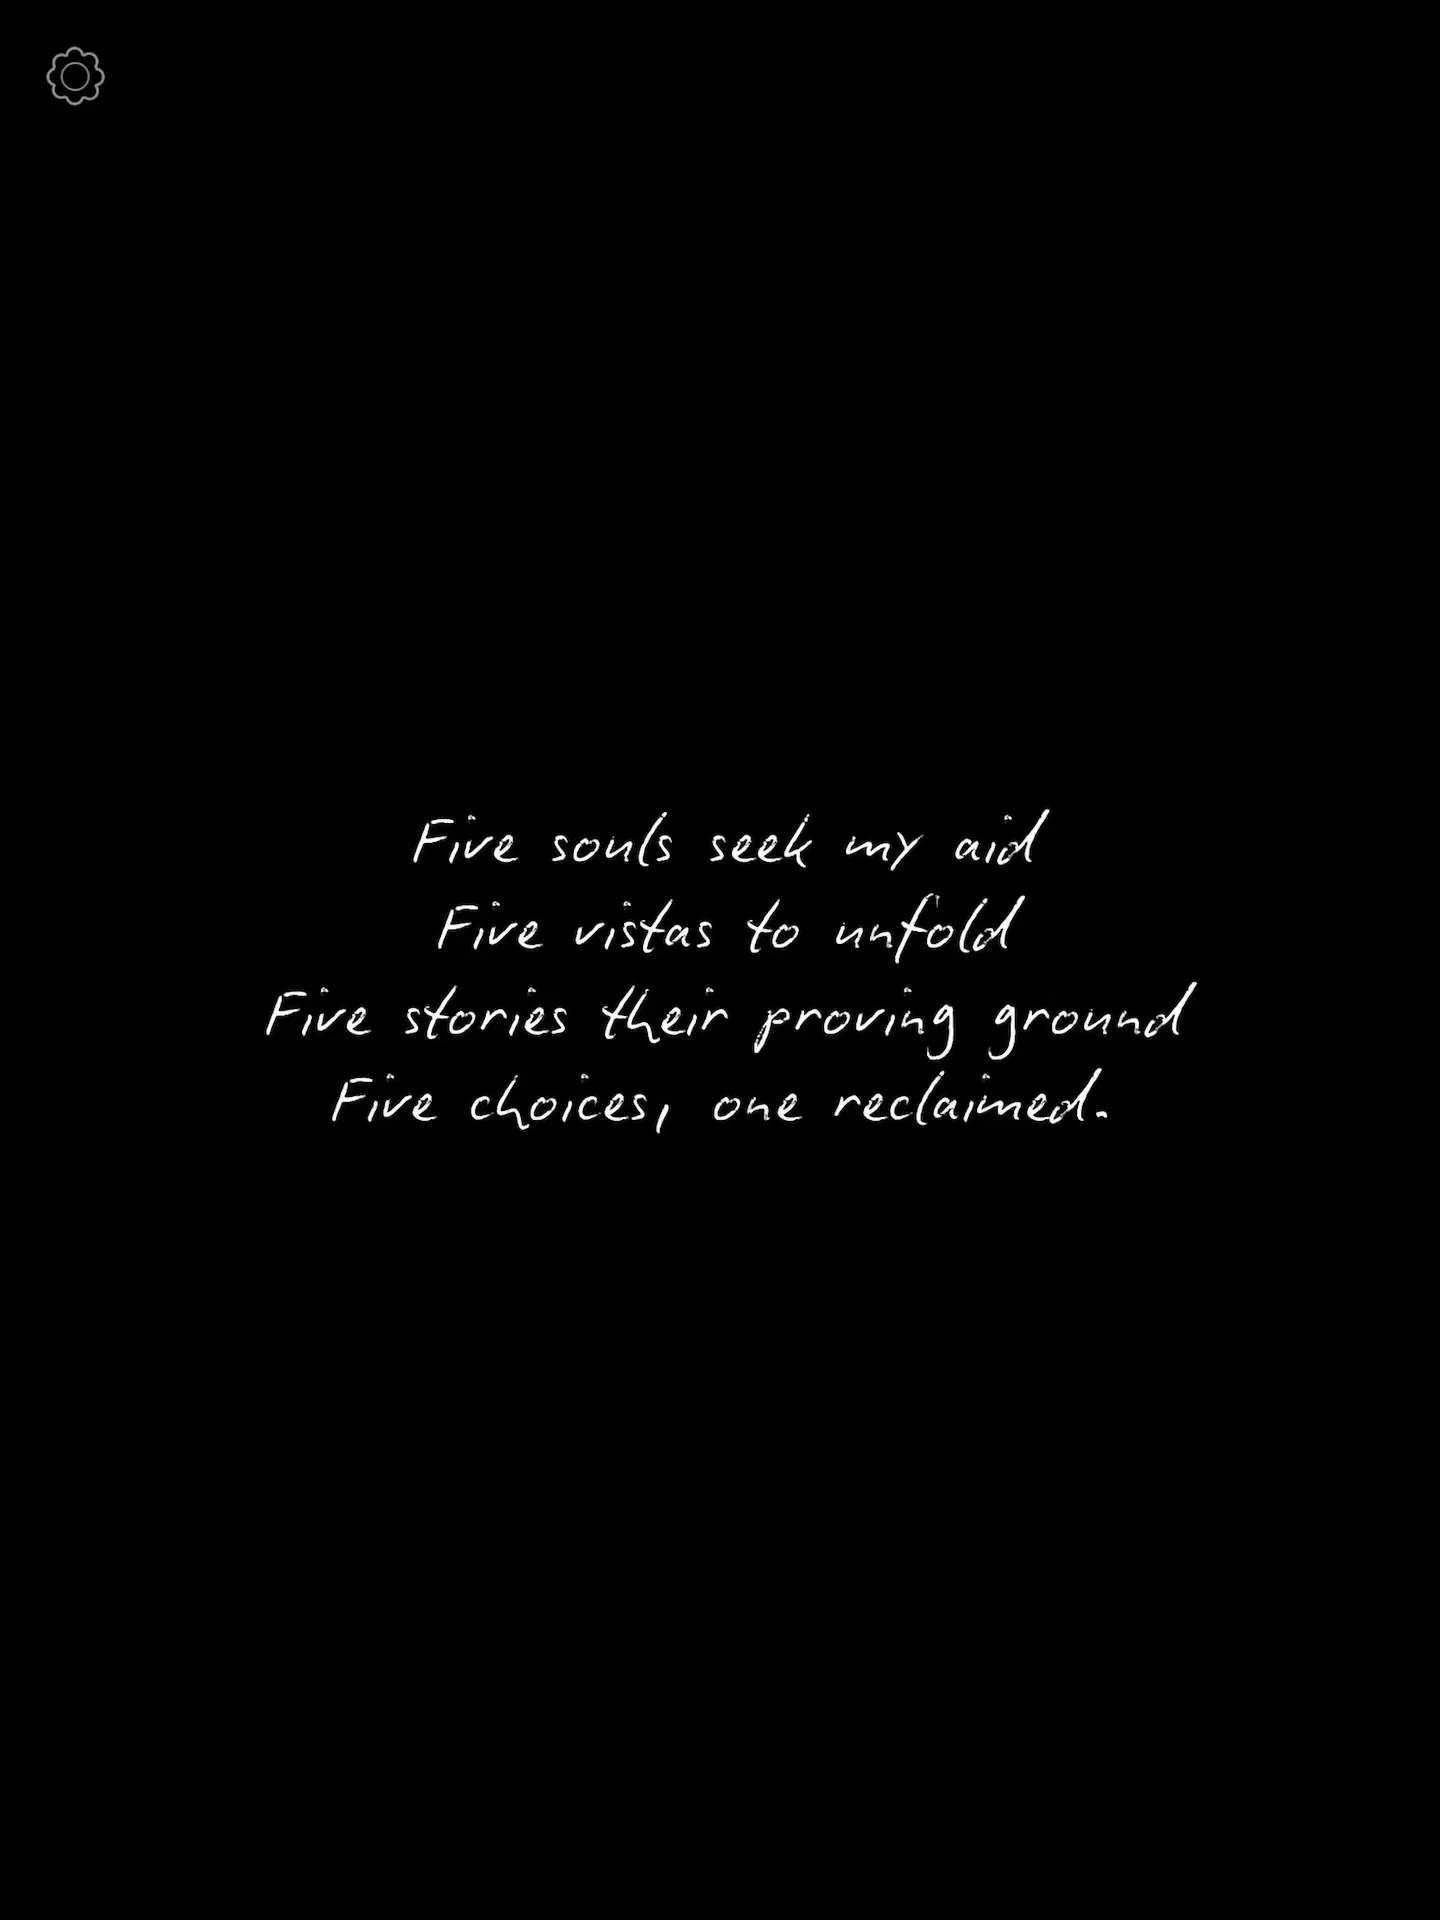 Five souls seek my aid
Five vistas to unfold
Five stories their proving ground
Five choices, one reclaimed.